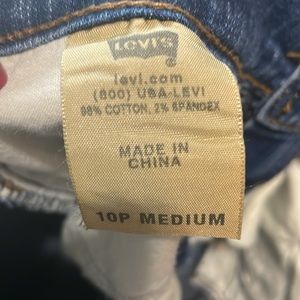 LEVI'S
levi.com
(800) USA-LEVI
98% COTTON, 2% SPANDEX
MADE IN
CHINA
10P MEDIUM